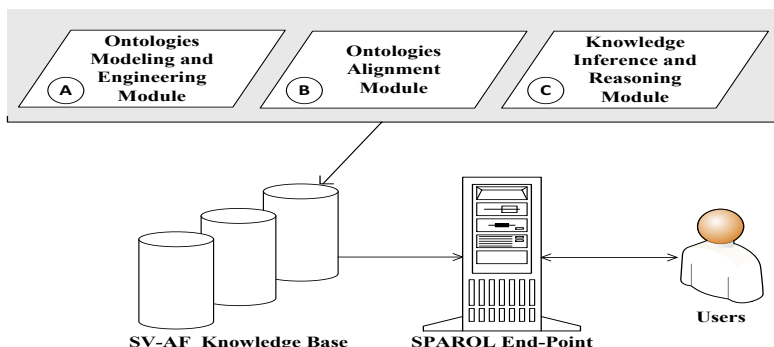 Ontologies
Modeling and
Engineering
Module
A
Ontologies
Alignment
Module
B
Knowledge
Inference and
Reasoning
Module
C
Users
SV-AF Knowledge Base
SPARQL End-Point